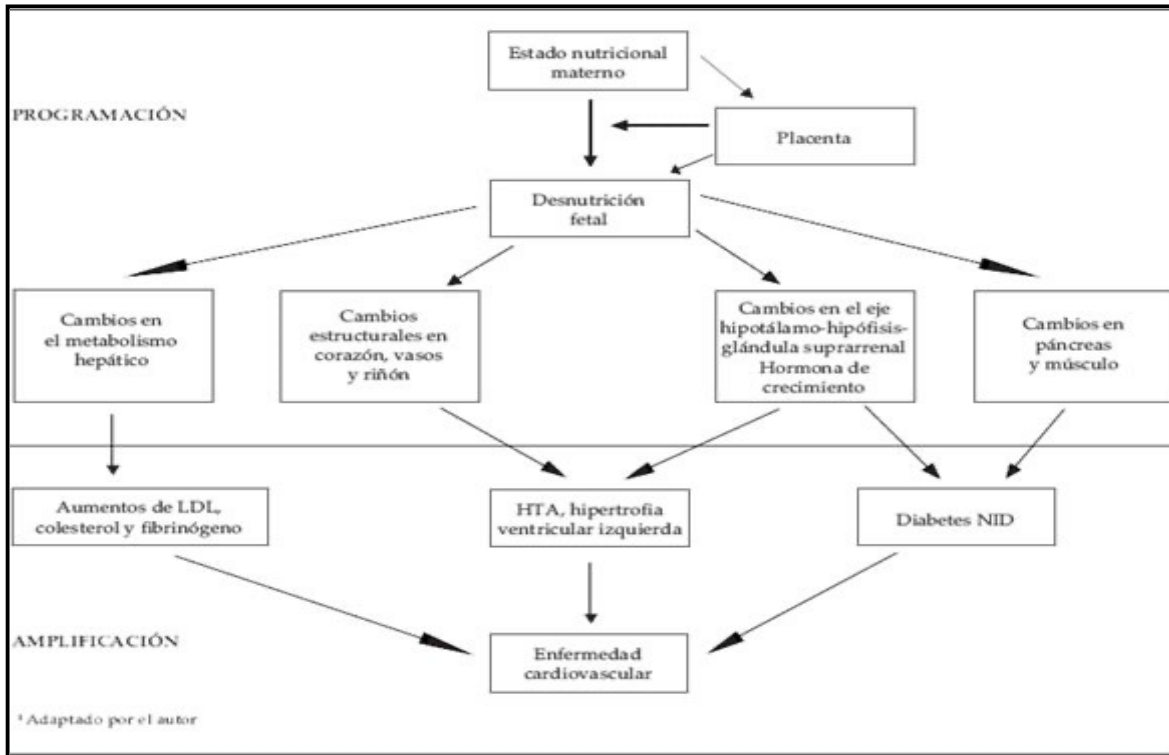 Estado nutricional
materno
PROGRAMACIÓN
Placenta
Desnutrición
fetal
Cambios en
el metabolismo
hepático
Cambios
estructurales en
corazón, vasos
y riñón
Cambios en el eje
hipotálamo-hipófisis-
glándula suprarrenal
Hormona de
crecimiento
Cambios en
páncreas
y músculo
Aumentos de LDL,
colesterol y fibrinógeno
HTA, hipertrofia
ventricular izquierda
Diabetes NID
AMPLIFICACIÓN
Enfermedad
cardiovascular
¹Adaptado por el autor